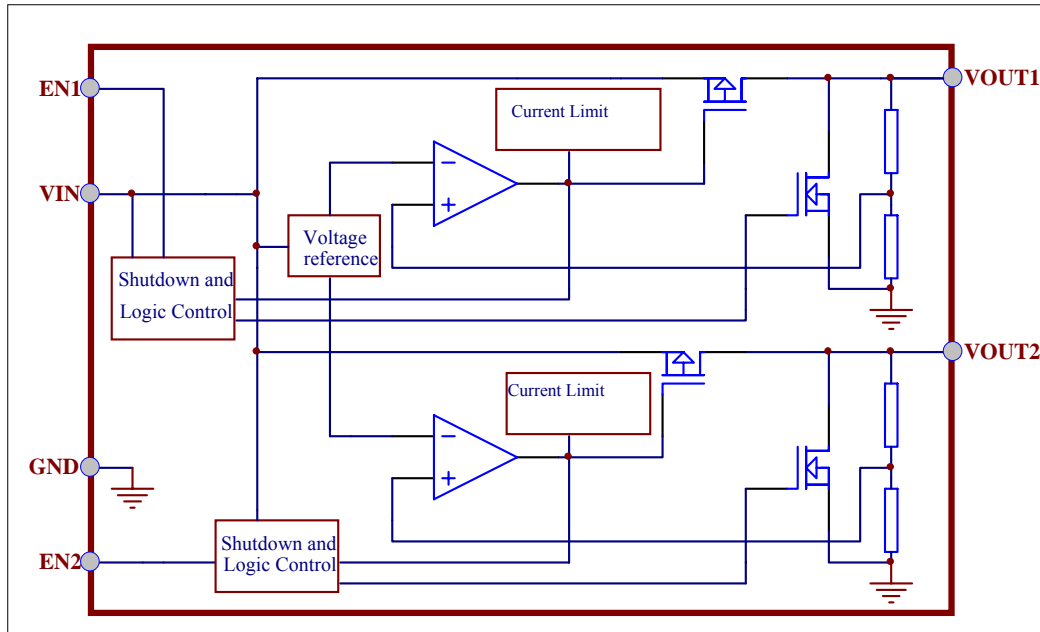 EN1
VOUT1
Current Limit
VIN
Voltage
reference
Shutdown and
Logic Control
VOUT2
Current Limit
GND
EN2
Shutdown and
Logic Control